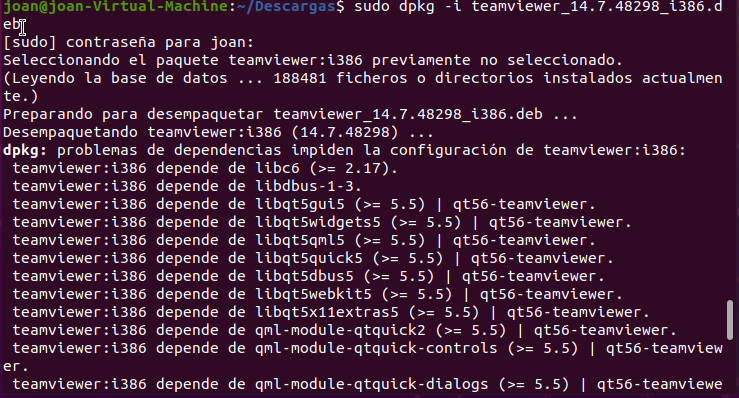 joan@joan-Virtual-Machine:~/Descargas$ sudo dpkg -i teamviewer_14.7.48298_i386.d
eb
[sudo] contraseña para joan:
Seleccionando el paquete teamviewer:i386 previamente no seleccionado.
(Leyendo la base de datos ... 188481 ficheros o directorios instalados actualmen
te.)
Preparando para desempaquetar teamviewer_14.7.48298_i386.deb ...
Desempaquetando teamviewer:i386 (14.7.48298) ...
dpkg: problemas de dependencias impiden la configuración de teamviewer:i386:
 teamviewer:i386 depende de libc6 (>= 2.17).
 teamviewer:i386 depende de libdbus-1-3.
 teamviewer:i386 depende de libqt5gui5 (>= 5.5) | qt56-teamviewer.
 teamviewer:i386 depende de libqt5widgets5 (>= 5.5) | qt56-teamviewer.
 teamviewer:i386 depende de libqt5qml5 (>= 5.5) | qt56-teamviewer.
 teamviewer:i386 depende de libqt5quick5 (>= 5.5) | qt56-teamviewer.
 teamviewer:i386 depende de libqt5dbus5 (>= 5.5) | qt56-teamviewer.
 teamviewer:i386 depende de libqt5webkit5 (>= 5.5) | qt56-teamviewer.
 teamviewer:i386 depende de libqt5x11extras5 (>= 5.5) | qt56-teamviewer.
 teamviewer:i386 depende de qml-module-qtquick2 (>= 5.5) | qt56-teamviewer.
 teamviewer:i386 depende de qml-module-qtquick-controls (>= 5.5) | qt56-teamview
er.
 teamviewer:i386 depende de qml-module-qtquick-dialogs (>= 5.5) | qt56-teamviewe